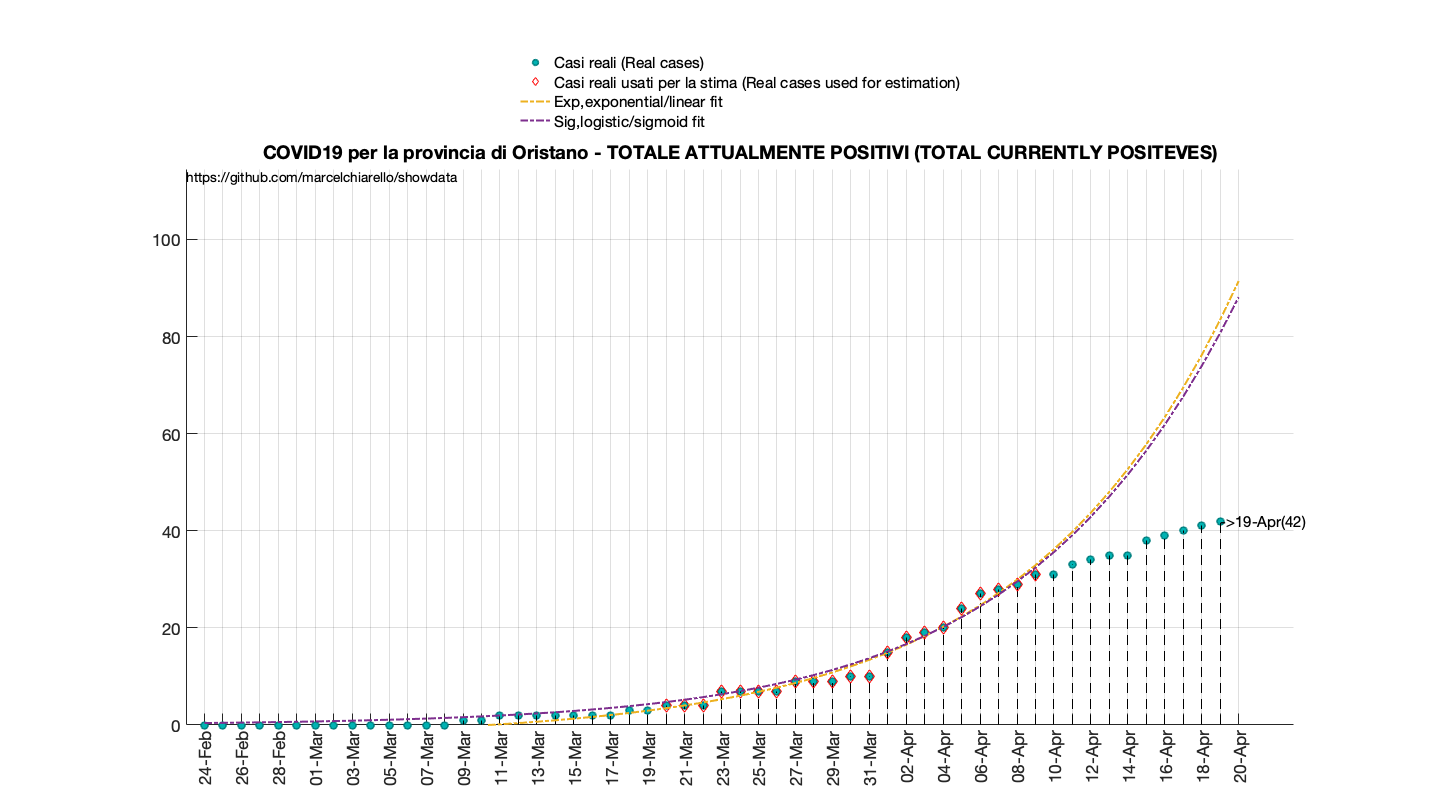 Casi reali (Real cases)
Casi reali usati per la stima (Real cases used for estimation)
Exp,exponential/linear fit
Sig,logistic/sigmoid fit
COVID19 per la provincia di Oristano - TOTALE ATTUALMENTE POSITIVI (TOTAL CURRENTLY POSITEVES)
https://github.com/marcelchiarello/showdata
100
80
60
40
20
0
>19-Apr(42)
24-Feb
26-Feb
28-Feb
01-Mar
03-Mar
05-Mar
07-Mar
09-Mar
11-Mar
13-Mar
15-Mar
17-Mar
19-Mar
21-Mar
23-Mar
25-Mar
27-Mar
29-Mar
31-Mar
02-Apr
04-Apr
06-Apr
08-Apr
10-Apr
12-Apr
14-Apr
16-Apr
18-Apr
20-Apr